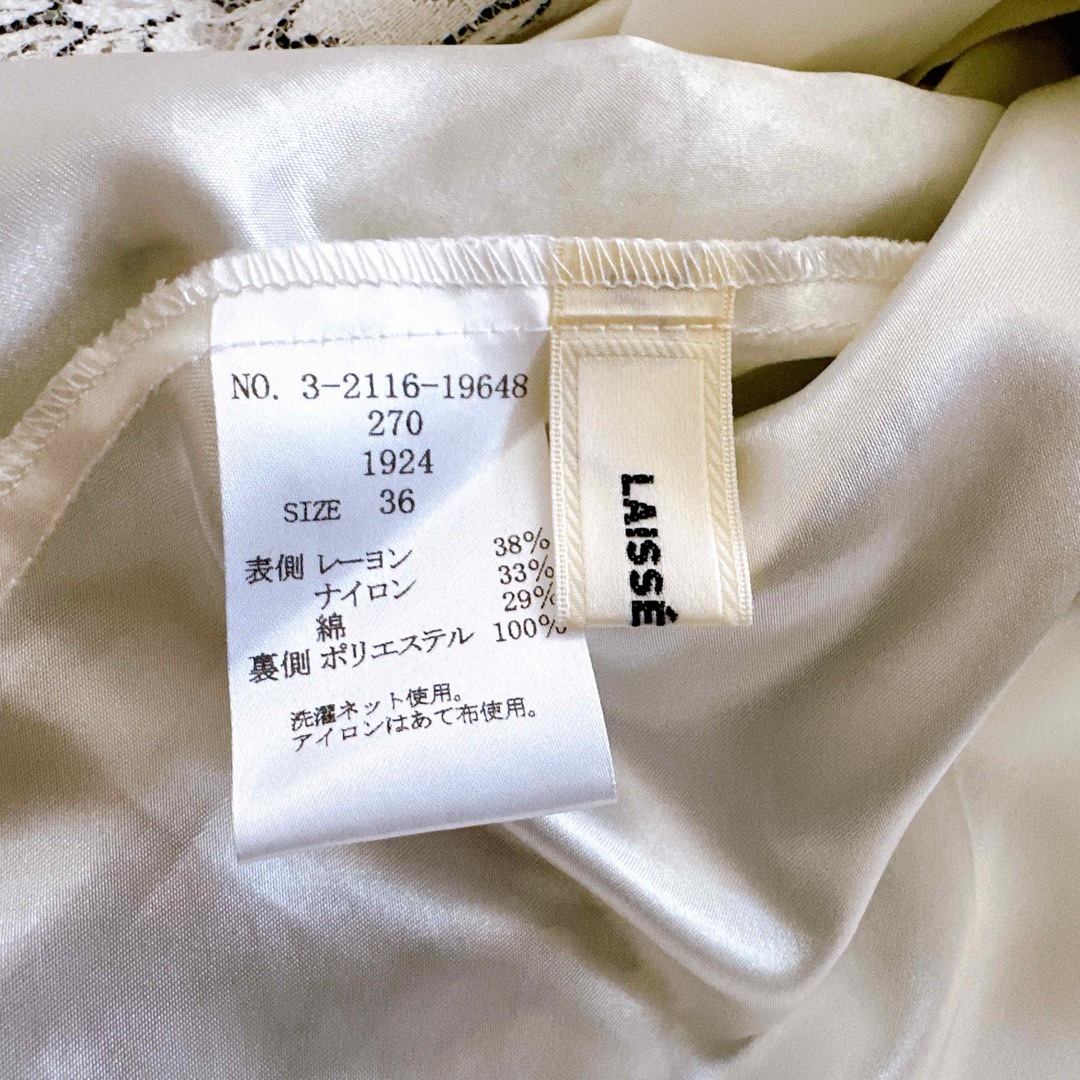 NO. 3-2116-19648
270
1924
SIZE 36
表側 レーヨン 38%
ナイロン 33%
綿 29%
裏側 ポリエステル 100%
洗濯ネット使用。
アイロンはあて布使用。
LAISSÉ